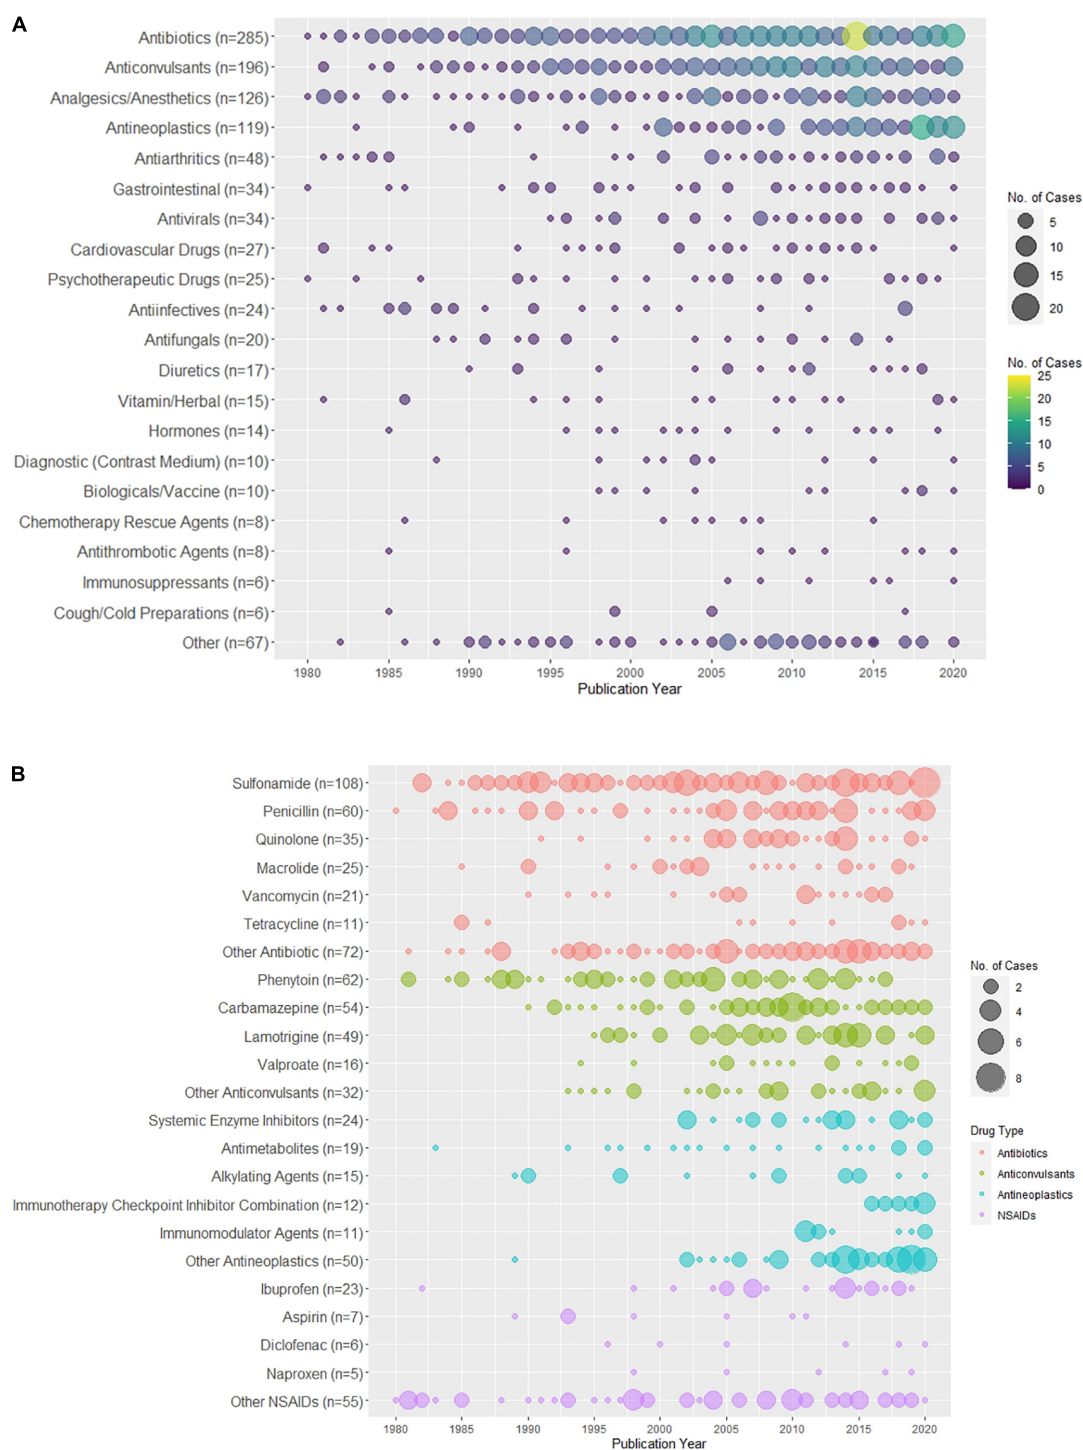 A
Antibiotics (n=285)
Anticonvulsants (n=196)
Analgesics/Anesthetics (n=126)
Antineoplastics (n=119)
Antiarthritics (n=48)
Gastrointestinal (n=34)
Antivirals (n=34)
Cardiovascular Drugs (n=27)
Psychotherapeutic Drugs (n=25)
Antiinfectives (n=24)
Antifungals (n=20)
Diuretics (n=17)
Vitamin/Herbal (n=15)
Hormones (n=14)
Diagnostic (Contrast Medium) (n=10)
Biologicals/Vaccine (n=10)
Chemotherapy Rescue Agents (n=8)
Antithrombotic Agents (n=8)
Immunosuppressants (n=6)
Cough/Cold Preparations (n=6)
Other (n=67)
1980 1985 1990 1995 2000 2005 2010 2015 2020
Publication Year
No. of Cases
5
10
15
20
No. of Cases
25
20
15
10
5
0
B
Sulfonamide (n=108)
Penicillin (n=60)
Quinolone (n=35)
Macrolide (n=25)
Vancomycin (n=21)
Tetracycline (n=11)
Other Antibiotic (n=72)
Phenytoin (n=62)
Carbamazepine (n=54)
Lamotrigine (n=49)
Valproate (n=16)
Other Anticonvulsants (n=32)
Systemic Enzyme Inhibitors (n=24)
Antimetabolites (n=19)
Alkylating Agents (n=15)
Immunotherapy Checkpoint Inhibitor Combination (n=12)
Immunomodulator Agents (n=11)
Other Antineoplastics (n=50)
Ibuprofen (n=23)
Aspirin (n=7)
Diclofenac (n=6)
Naproxen (n=5)
Other NSAIDs (n=55)
1980 1985 1990 1995 2000 2005 2010 2015 2020
Publication Year
No. of Cases
2
4
6
8
Drug Type
Antibiotics
Anticonvulsants
Antineoplastics
NSAIDs